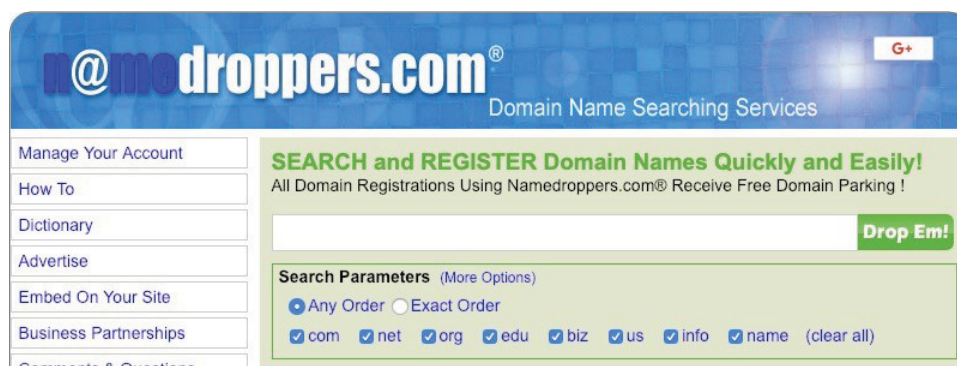 n@medroppers.com®
G+
Domain Name Searching Services
Manage Your Account
How To
Dictionary
Advertise
Embed On Your Site
Business Partnerships
Comments & Questions
SEARCH and REGISTER Domain Names Quickly and Easily!
All Domain Registrations Using Namedroppers.com® Receive Free Domain Parking !
Drop Em!
Search Parameters (More Options)
Any Order Exact Order
com net org edu biz us info name (clear all)